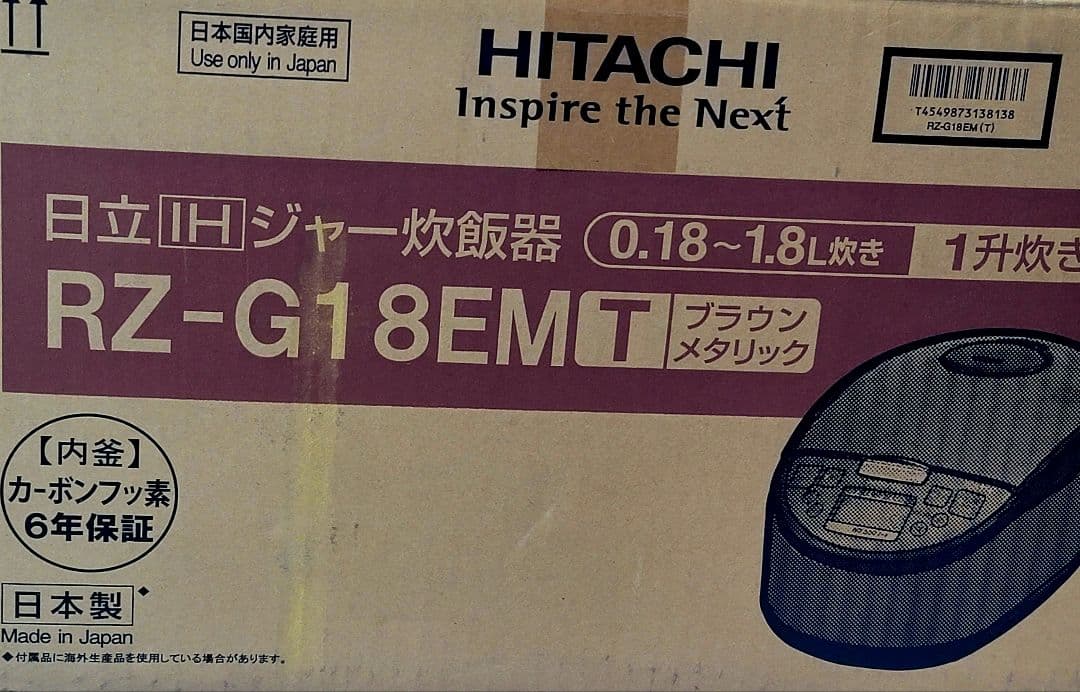 日本国内家庭用
Use only in Japan
HITACHI
Inspire the Next
T4549873138138
RZ-G18EM(T)
日立IHジャー炊飯器
0.18～1.8L炊き
1升炊き
RZ-G18EM T
ブラウン
メタリック
【内釜】
カーボンフッ素
6年保証
日本製◆
Made in Japan
◆付属品に海外生産品を使用している場合があります。